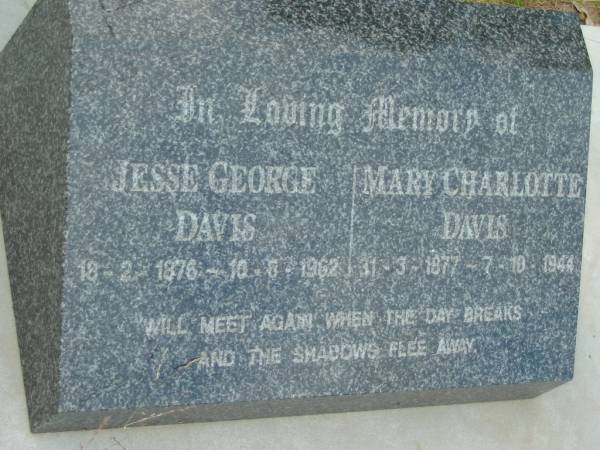 In Loving Memory of
JESSE GEORGE DAVIS
18 - 2 - 1876 - 10 - 6 - 1962
MARY CHARLOTTE DAVIS
31 - 3 - 1877 - 7 - 10 - 1944
WILL MEET AGAIN WHEN THE DAY BREAKS
AND THE SHADOWS FLEE AWAY